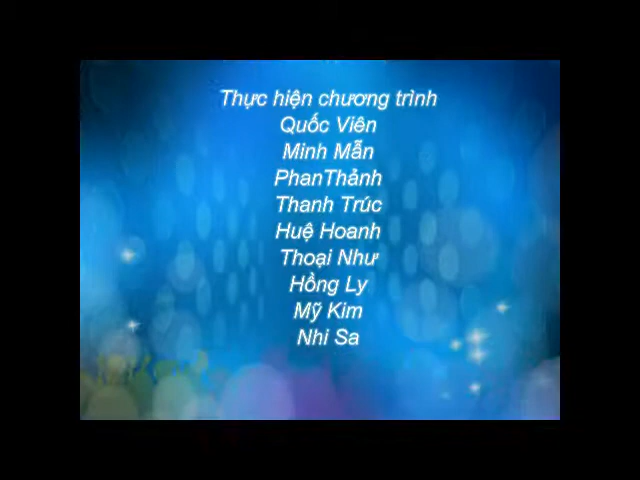 Thực hiện chương trình
Quốc Viên
Minh Mẫn
PhanThảnh
Thanh Trúc
Huệ Hoanh
Thoại Như
Hồng Ly
Mỹ Kim
Nhi Sa